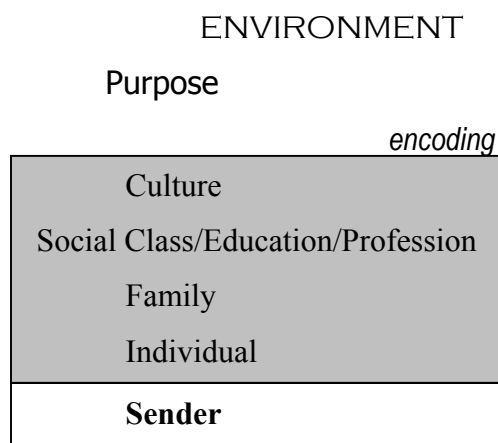 ENVIRONMENT
Purpose
encoding
Culture
Social Class/Education/Profession
Family
Individual
Sender